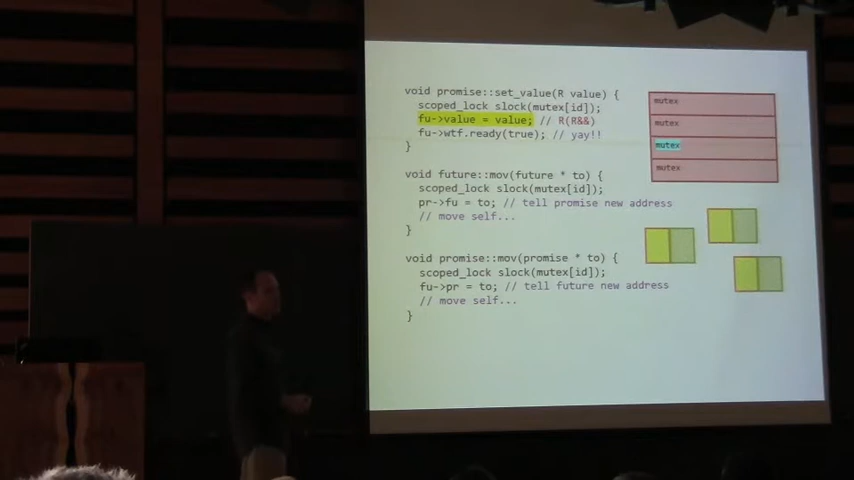 void promise::set_value(R value) {
scoped_lock slock(mutex[id]);
fu->value = value; // R(R&&)
fu->wtf.ready(true); // yay!!
}
void future::mov(future * to) {
scoped_lock slock(mutex[id]);
pr->fu = to; // tell promise new address
// move self...
}
void promise::mov(promise * to) {
scoped_lock slock(mutex[id]);
fu->pr = to; // tell future new address
// move self...
}
mutex
mutex
mutex
mutex